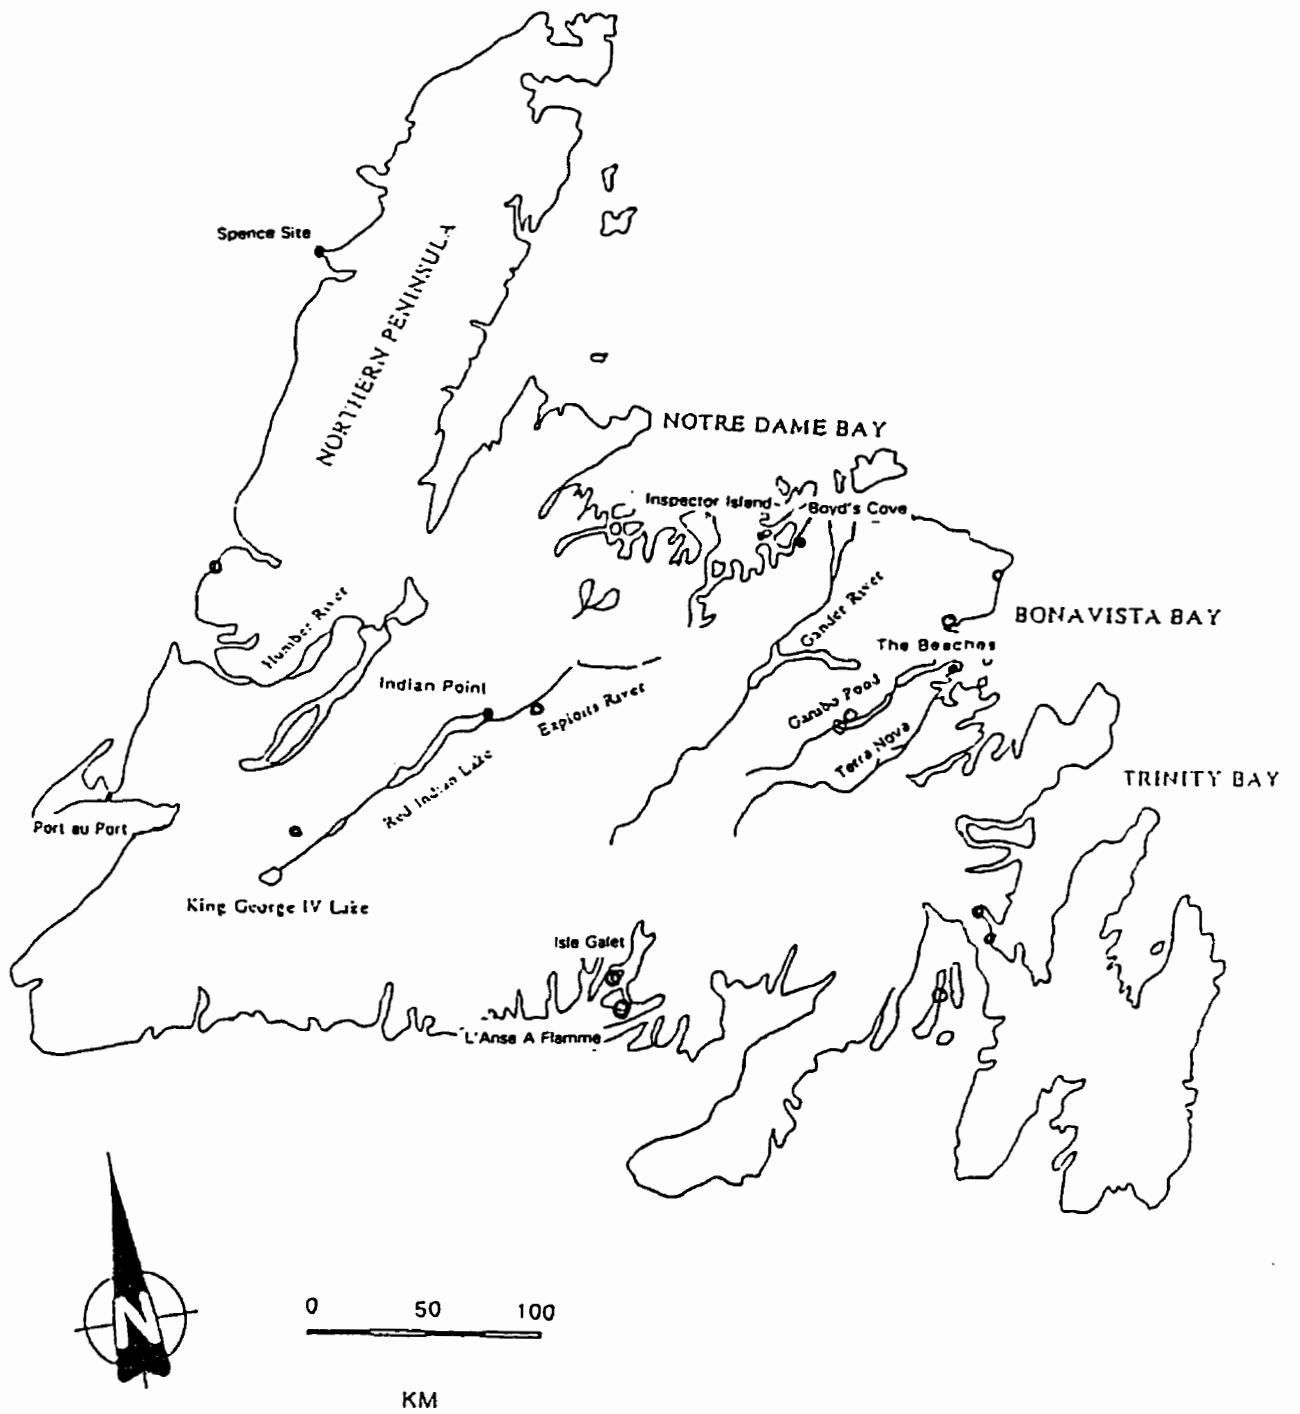 Spence Site
NORTHERN PENINSULA
NOTRE DAME BAY
Inspector Island
Boyd's Cove
Humber River
Gander River
BONAVISTA BAY
The Beaches
Indian Point
Exploits River
Gambo Pond
Terra Nova
Red Indian Lake
TRINITY BAY
Port au Port
King George IV Lake
Isle Galet
L'Anse A Flamme
N
0 50 100
KM